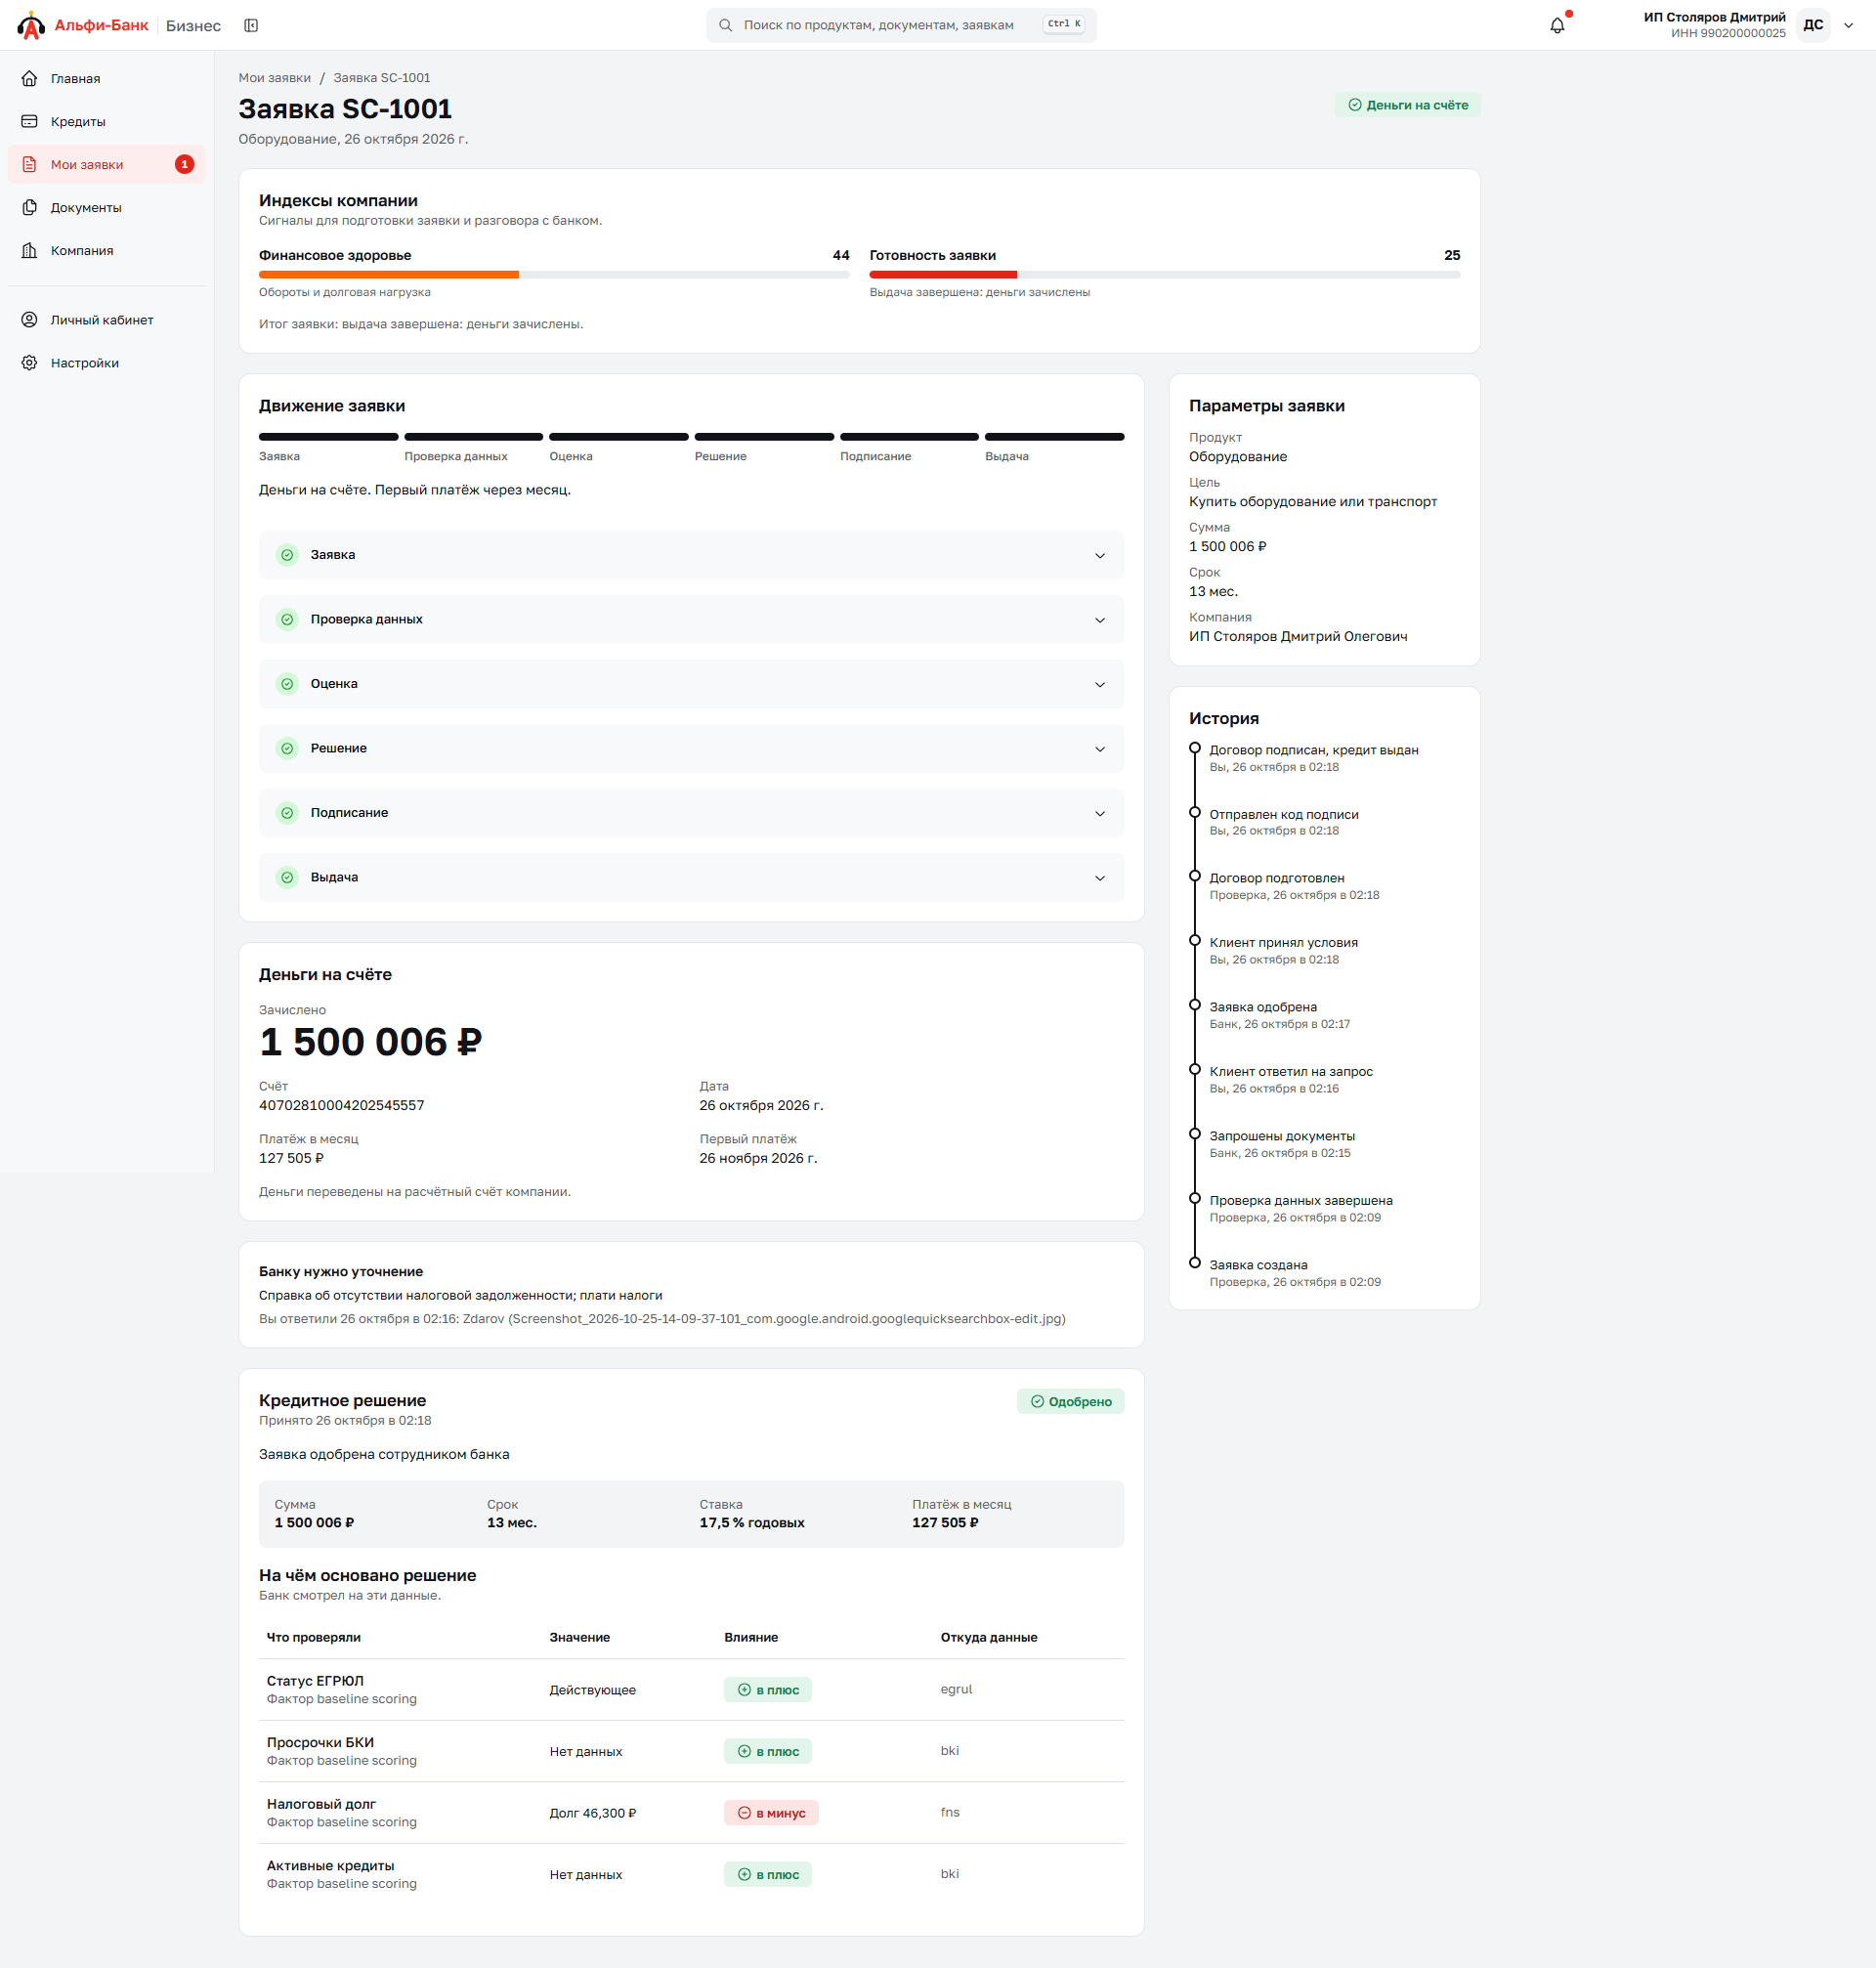 Альфи-Банк Бизнес
Поиск по продуктам, документам, заявкам Ctrl K
ИП Столяров Дмитрий
ИНН 990200000025
ДС
Главная
Кредиты
Мои заявки 1
Документы
Компания
Личный кабинет
Настройки
Мои заявки / Заявка SC-1001
Заявка SC-1001
Оборудование, 26 октября 2026 г.
Деньги на счёте
Индексы компании
Сигналы для подготовки заявки и разговора с банком.
Финансовое здоровье 44
Обороты и долговая нагрузка
Готовность заявки 25
Выдача завершена: деньги зачислены
Итог заявки: выдача завершена: деньги зачислены.
Движение заявки
Заявка Проверка данных Оценка Решение Подписание Выдача
Деньги на счёте. Первый платёж через месяц.
Заявка
Проверка данных
Оценка
Решение
Подписание
Выдача
Параметры заявки
Продукт
Оборудование
Цель
Купить оборудование или транспорт
Сумма
1 500 006 ₽
Срок
13 мес.
Компания
ИП Столяров Дмитрий Олегович
История
Договор подписан, кредит выдан
Вы, 26 октября в 02:18
Отправлен код подписи
Вы, 26 октября в 02:18
Договор подготовлен
Проверка, 26 октября в 02:18
Клиент принял условия
Вы, 26 октября в 02:18
Заявка одобрена
Банк, 26 октября в 02:17
Клиент ответил на запрос
Вы, 26 октября в 02:16
Запрошены документы
Банк, 26 октября в 02:15
Проверка данных завершена
Проверка, 26 октября в 02:09
Заявка создана
Проверка, 26 октября в 02:09
Деньги на счёте
Зачислено
1 500 006 ₽
Счёт
40702810004202545557
Дата
26 октября 2026 г.
Платёж в месяц
127 505 ₽
Первый платёж
26 ноября 2026 г.
Деньги переведены на расчётный счёт компании.
Банку нужно уточнение
Справка об отсутствии налоговой задолженности; плати налоги
Вы ответили 26 октября в 02:16: Zdarov (Screenshot_2026-10-25-14-09-37-101_com.google.android.googlequicksearchbox-edit.jpg)
Кредитное решение
Принято 26 октября в 02:18
Одобрено
Заявка одобрена сотрудником банка
Сумма
1 500 006 ₽
Срок
13 мес.
Ставка
17,5 % годовых
Платёж в месяц
127 505 ₽
На чём основано решение
Банк смотрел на эти данные.
Что проверяли Значение Влияние Откуда данные
Статус ЕГРЮЛ
Фактор baseline scoring
Действующее в плюс egrul
Просрочки БКИ
Фактор baseline scoring
Нет данных в плюс bki
Налоговый долг
Фактор baseline scoring
Долг 46,300 ₽ в минус fns
Активные кредиты
Фактор baseline scoring
Нет данных в плюс bki